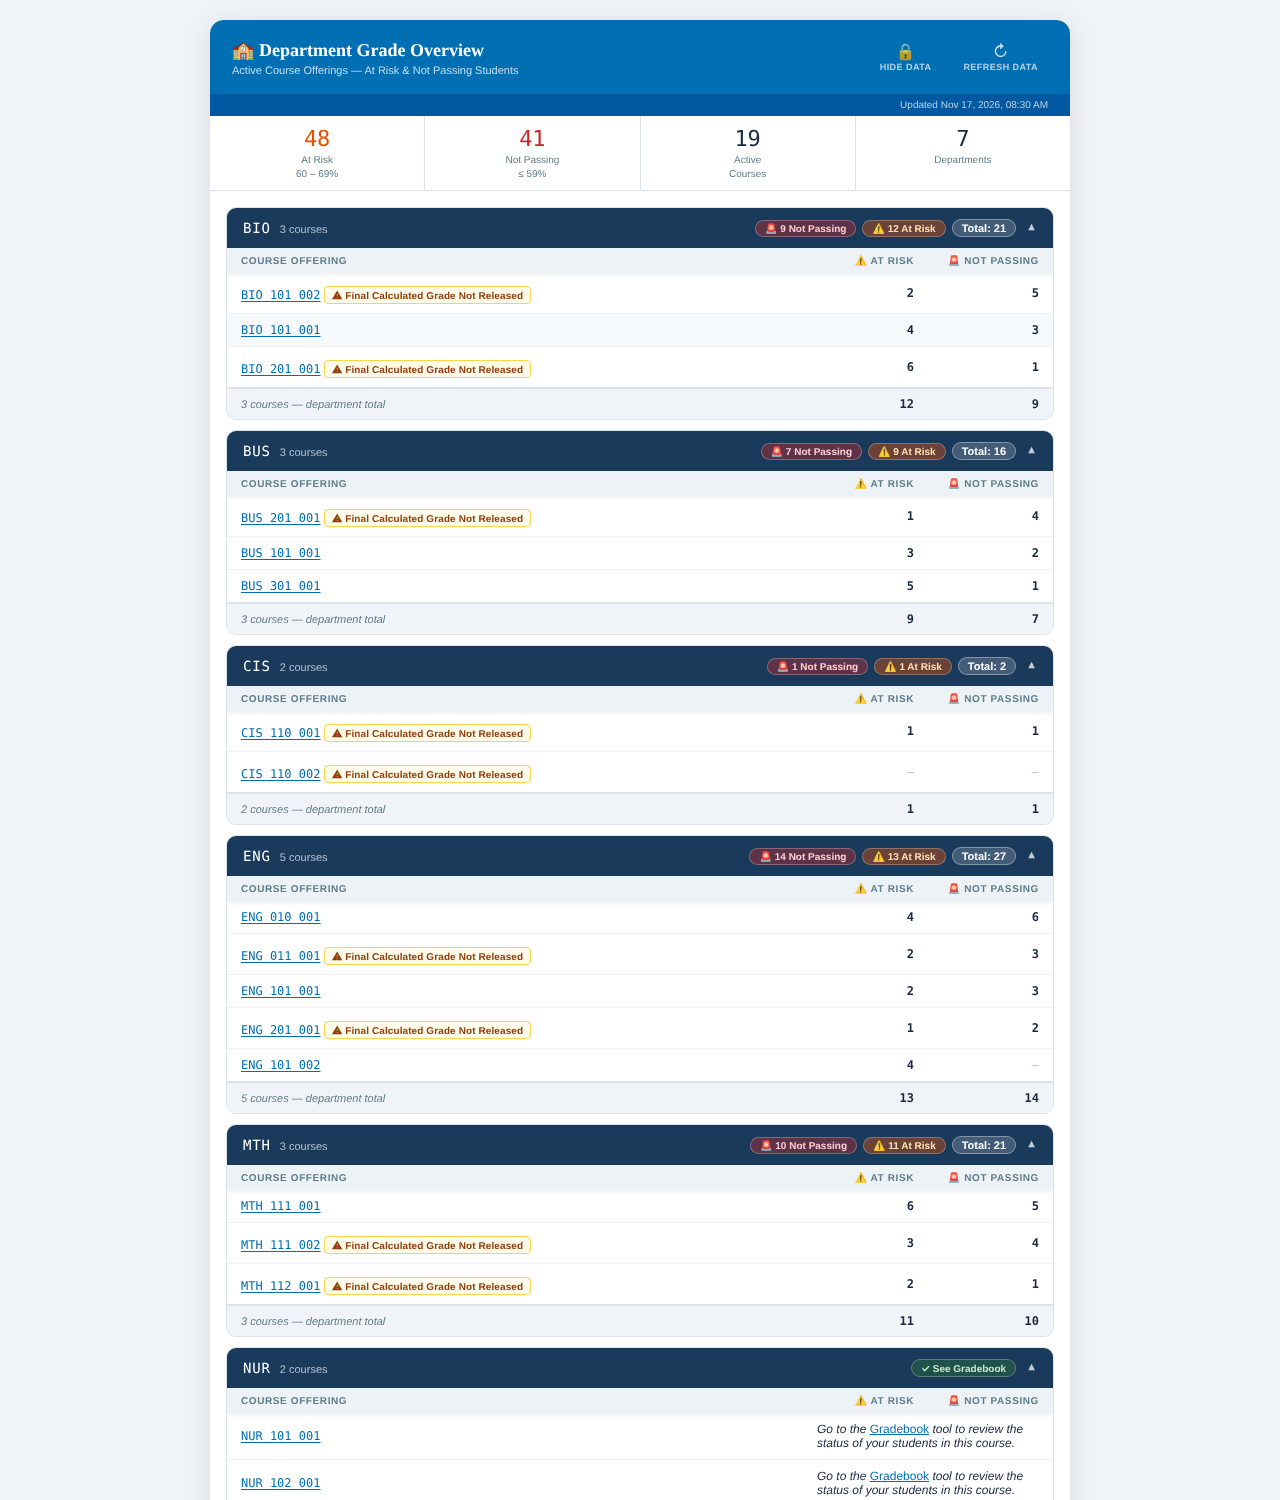 🏫 Department Grade Overview
Active Course Offerings — At Risk & Not Passing Students
🔒 HIDE DATA
↻ REFRESH DATA
Updated Nov 17, 2026, 08:30 AM
48
At Risk
60 – 69%
41
Not Passing
≤ 59%
19
Active
Courses
7
Departments
BIO 3 courses 🚨 9 Not Passing ⚠️ 12 At Risk Total: 21 ▲
COURSE OFFERING ⚠️ AT RISK 🚨 NOT PASSING
BIO 101 002 ⚠ Final Calculated Grade Not Released 2 5
BIO 101 001 4 3
BIO 201 001 ⚠ Final Calculated Grade Not Released 6 1
3 courses — department total 12 9
BUS 3 courses 🚨 7 Not Passing ⚠️ 9 At Risk Total: 16 ▲
COURSE OFFERING ⚠️ AT RISK 🚨 NOT PASSING
BUS 201 001 ⚠ Final Calculated Grade Not Released 1 4
BUS 101 001 3 2
BUS 301 001 5 1
3 courses — department total 9 7
CIS 2 courses 🚨 1 Not Passing ⚠️ 1 At Risk Total: 2 ▲
COURSE OFFERING ⚠️ AT RISK 🚨 NOT PASSING
CIS 110 001 ⚠ Final Calculated Grade Not Released 1 1
CIS 110 002 ⚠ Final Calculated Grade Not Released — —
2 courses — department total 1 1
ENG 5 courses 🚨 14 Not Passing ⚠️ 13 At Risk Total: 27 ▲
COURSE OFFERING ⚠️ AT RISK 🚨 NOT PASSING
ENG 010 001 4 6
ENG 011 001 ⚠ Final Calculated Grade Not Released 2 3
ENG 101 001 2 3
ENG 201 001 ⚠ Final Calculated Grade Not Released 1 2
ENG 101 002 4 —
5 courses — department total 13 14
MTH 3 courses 🚨 10 Not Passing ⚠️ 11 At Risk Total: 21 ▲
COURSE OFFERING ⚠️ AT RISK 🚨 NOT PASSING
MTH 111 001 6 5
MTH 111 002 ⚠ Final Calculated Grade Not Released 3 4
MTH 112 001 ⚠ Final Calculated Grade Not Released 2 1
3 courses — department total 11 10
NUR 2 courses ✓ See Gradebook ▲
COURSE OFFERING ⚠️ AT RISK 🚨 NOT PASSING
NUR 101 001 Go to the Gradebook tool to review the
status of your students in this course.
NUR 102 001 Go to the Gradebook tool to review the
status of your students in this course.